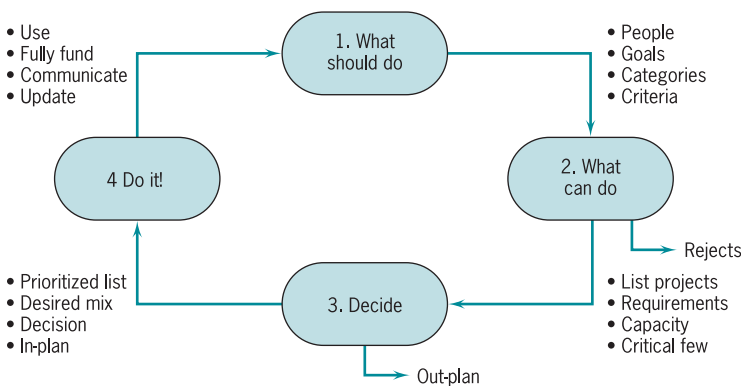 • Use
• Fully fund
• Communicate
• Update
1. What
should do
• People
• Goals
• Categories
• Criteria
4 Do it!
2. What
can do
Rejects
• Prioritized list
• Desired mix
• Decision
• In-plan
3. Decide
• List projects
• Requirements
• Capacity
• Critical few
Out-plan